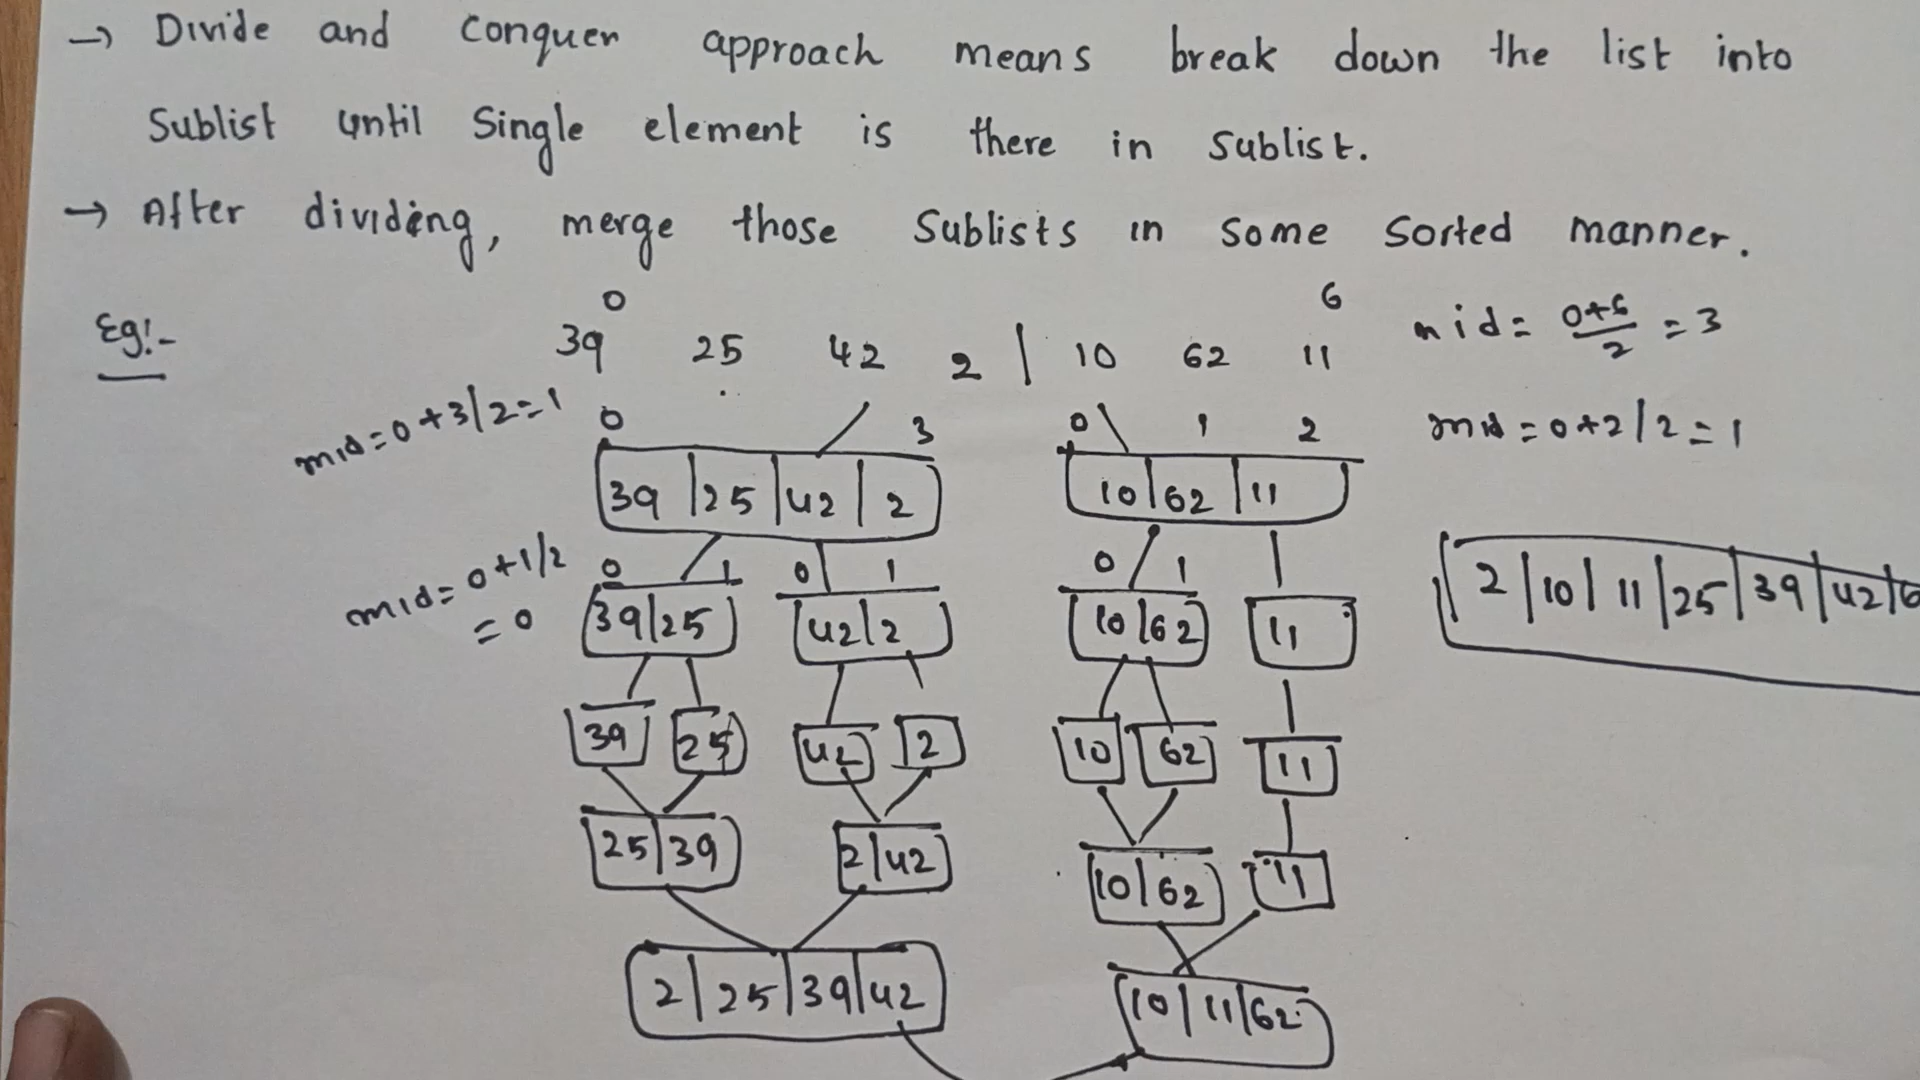 → Divide and Conquer approach means break down the list into
Sublist until Single element is there in Sublist.
→ After dividing, merge those Sublists in some Sorted manner.
Eg:-
0 6
39 25 42 2 | 10 62 11
mid = 0+6/2 = 3
mid = 0+3/2 = 1
0 3 0 1 2
mid = 0+2/2 = 1
39 | 25 | 42 | 2 10 | 62 | 11
mid = 0+1/2 = 0
0 1 0 1 0 1
39 | 25 42 | 2 10 | 62 11
2 | 10 | 11 | 25 | 39 | 42 | 6
39 25 42 2 10 62 11
25 | 39 2 | 42 10 | 62 11
2 | 25 | 39 | 42 10 | 11 | 62